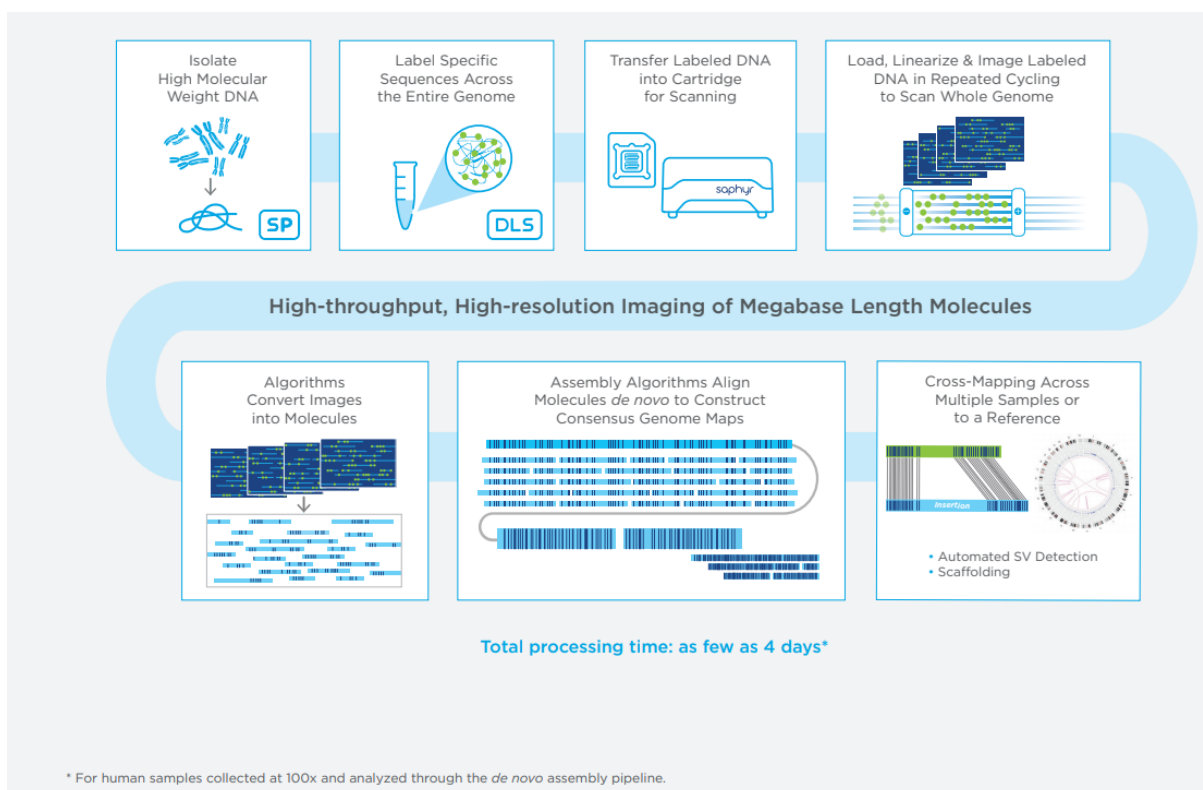 Isolate
High Molecular
Weight DNA
SP
Label Specific
Sequences Across
the Entire Genome
DLS
Transfer Labeled DNA
into Cartridge
for Scanning
saphyr
Load, Linearize & Image Labeled
DNA in Repeated Cycling
to Scan Whole Genome
High-throughput, High-resolution Imaging of Megabase Length Molecules
Algorithms
Convert Images
into Molecules
Assembly Algorithms Align
Molecules de novo to Construct
Consensus Genome Maps
Cross-Mapping Across
Multiple Samples or
to a Reference
Insertion
• Automated SV Detection
• Scaffolding
Total processing time: as few as 4 days*
* For human samples collected at 100x and analyzed through the de novo assembly pipeline.